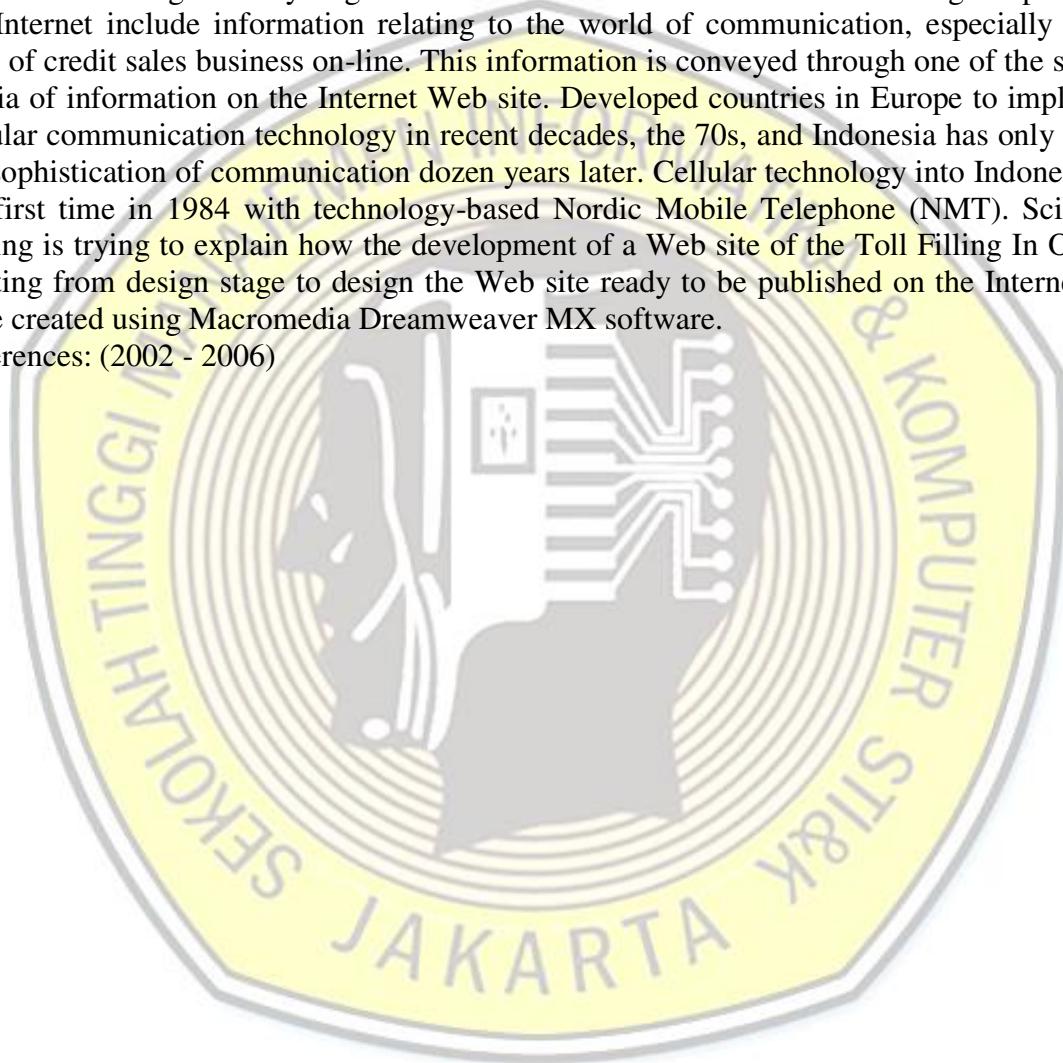 Internet include information relating to the world of communication, especially
of credit sales business on-line. This information is conveyed through one of the s
ia of information on the Internet Web site. Developed countries in Europe to impl
ular communication technology in recent decades, the 70s, and Indonesia has only
ophistication of communication dozen years later. Cellular technology into Indone
first time in 1984 with technology-based Nordic Mobile Telephone (NMT). Sci
ing is trying to explain how the development of a Web site of the Toll Filling In O
ting from design stage to design the Web site ready to be published on the Interne
e created using Macromedia Dreamweaver MX software.
erences: (2002 - 2006)
SEKOLAH TINGGI MANAJEMEN INFORMATIKA & KOMPUTER STI&K
JAKARTA